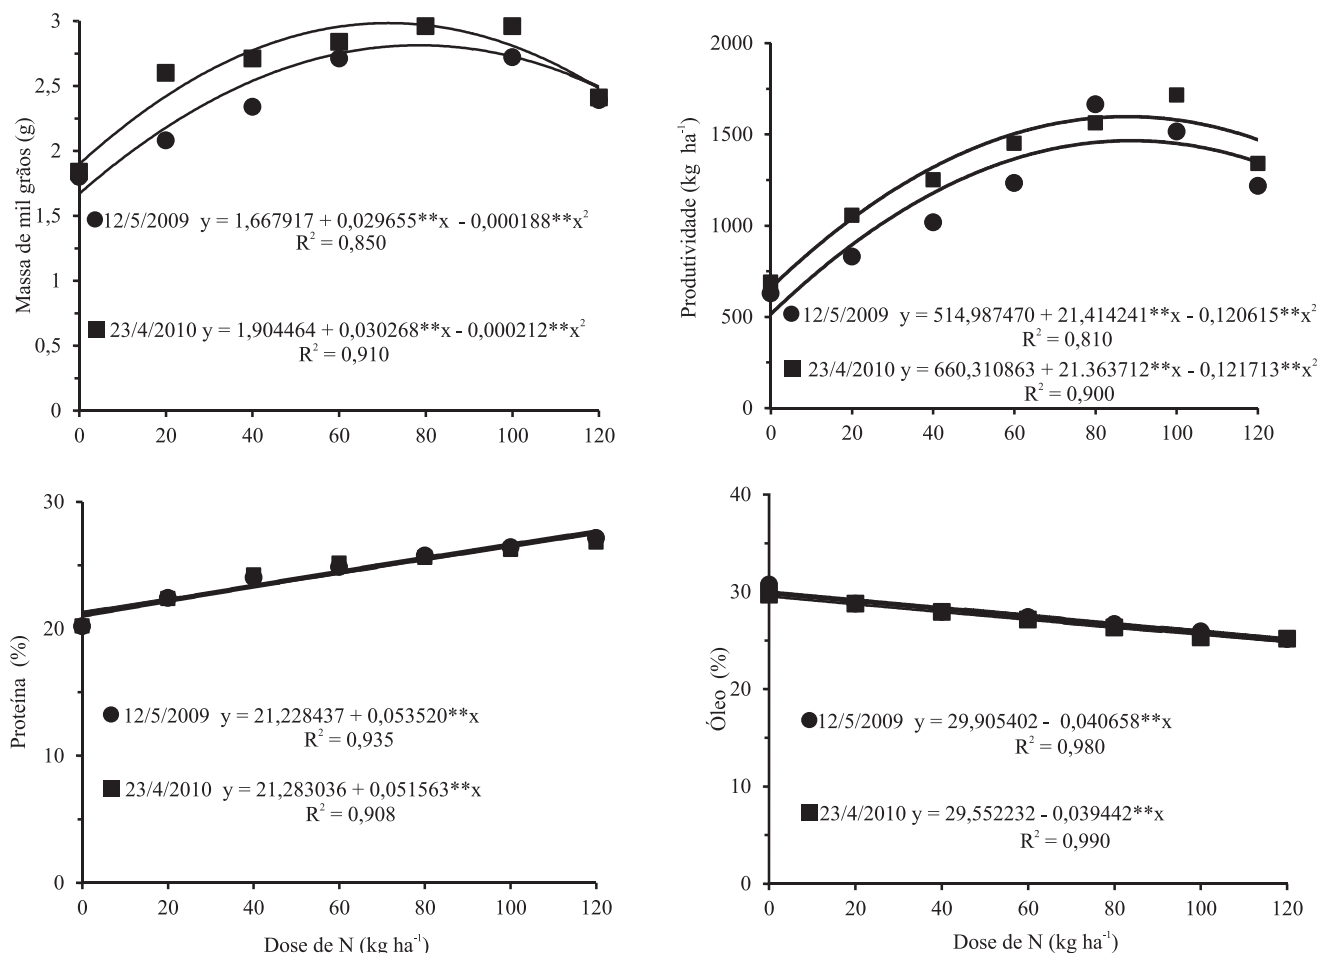 Massa de mil grãos (g)
3
2,5
2
1,5
1
0,5
0
12/5/2009 y = 1,667917 + 0,029655**x - 0,000188**x²
R² = 0,850
23/4/2010 y = 1,904464 + 0,030268**x - 0,000212**x²
R² = 0,910
0 20 40 60 80 100 120
Produtividade (kg ha⁻¹)
2000
1500
1000
500
0
12/5/2009 y = 514,987470 + 21,414241**x - 0,120615**x²
R² = 0,810
23/4/2010 y = 660,310863 + 21.363712**x - 0,121713**x²
R² = 0,900
0 20 40 60 80 100 120
Proteína (%)
30
20
10
0
12/5/2009 y = 21,228437 + 0,053520**x
R² = 0,935
23/4/2010 y = 21,283036 + 0,051563**x
R² = 0,908
0 20 40 60 80 100 120
Dose de N (kg ha⁻¹)
Óleo (%)
40
30
20
10
0
12/5/2009 y = 29,905402 - 0,040658**x
R² = 0,980
23/4/2010 y = 29,552232 - 0,039442**x
R² = 0,990
0 20 40 60 80 100 120
Dose de N (kg ha⁻¹)